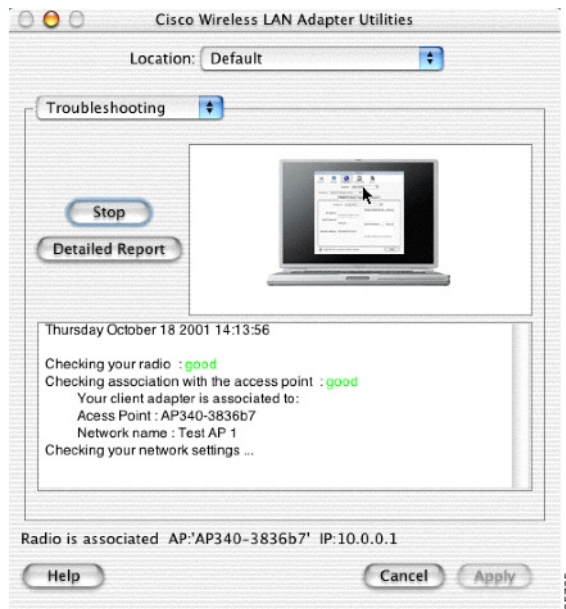 Cisco Wireless LAN Adapter Utilities
Location: Default
Troubleshooting
Stop
Detailed Report
Thursday October 18 2001 14:13:56
Checking your radio : good
Checking association with the access point : good
Your client adapter is associated to:
Acess Point : AP340-3836b7
Network name : Test AP 1
Checking your network settings ...
Radio is associated AP:'AP340-3836b7' IP:10.0.0.1
Help
Cancel
Apply